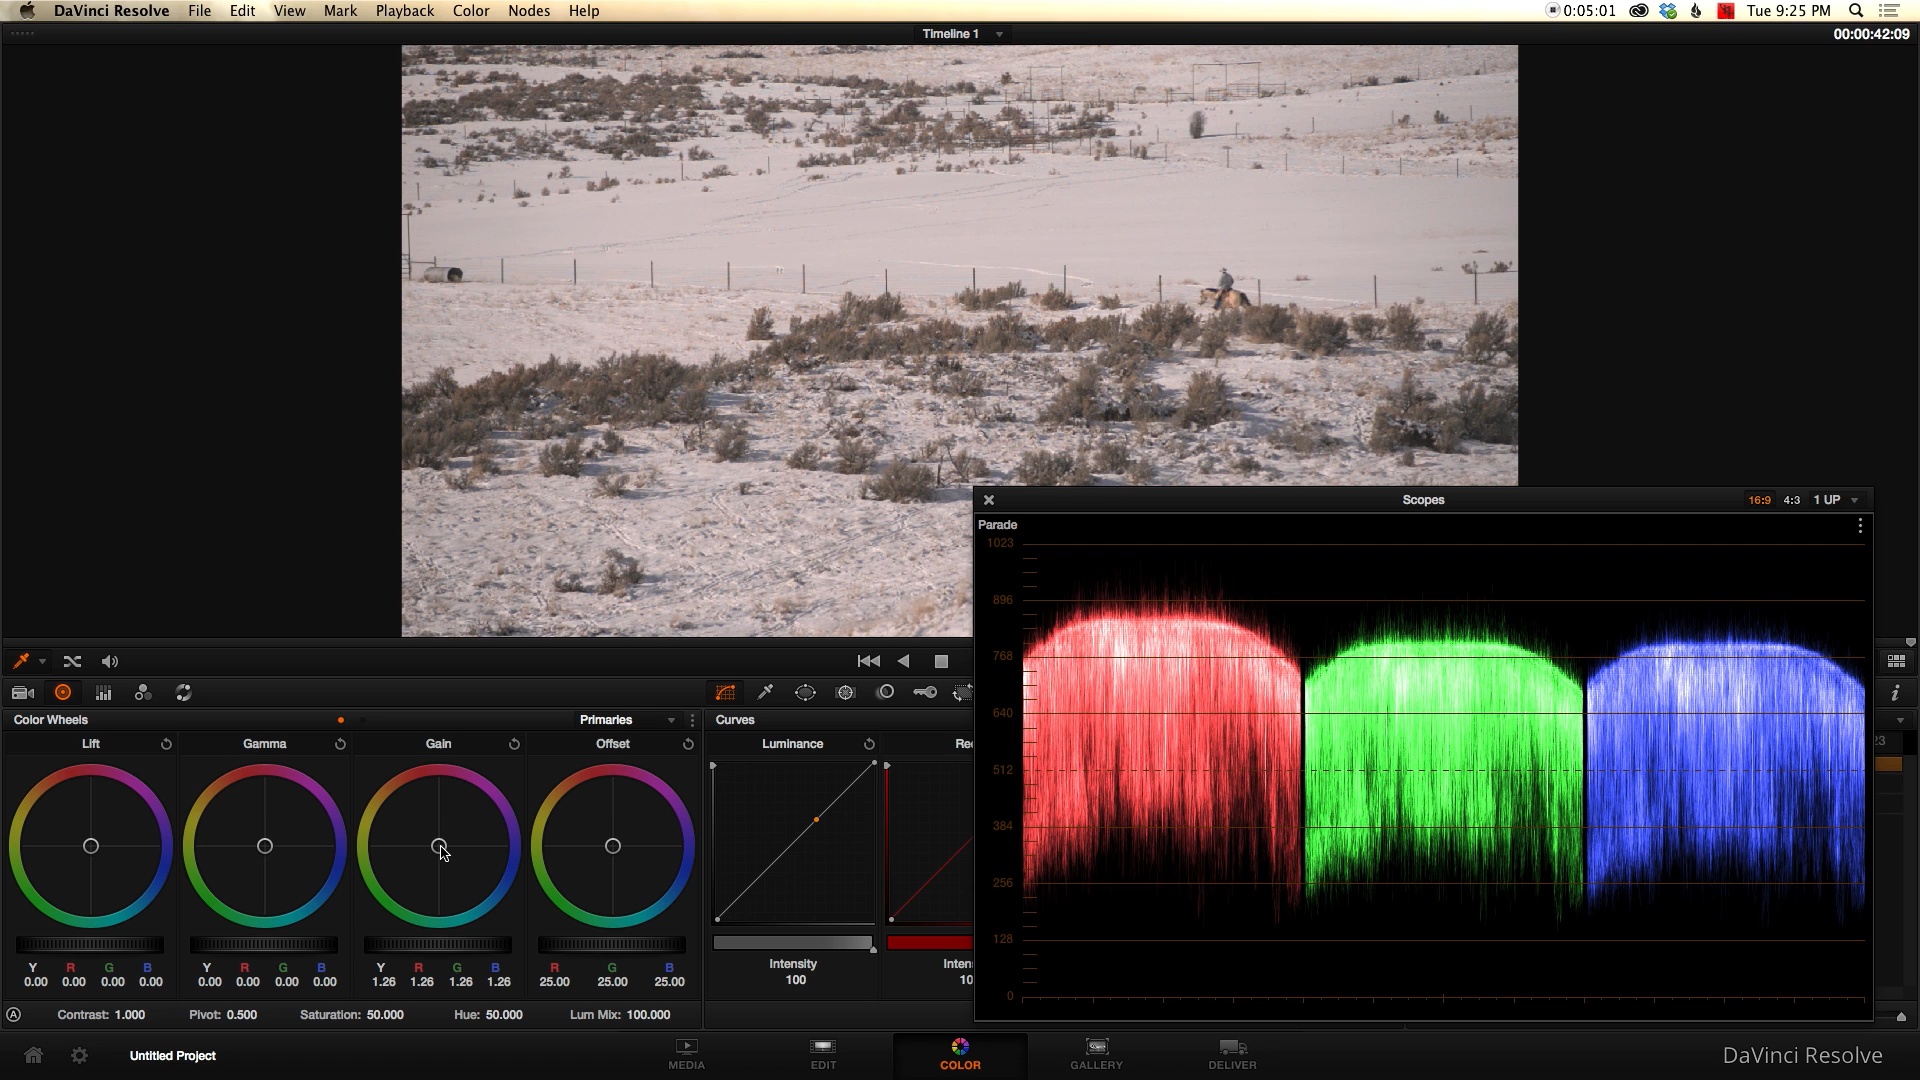 DaVinci Resolve File Edit View Mark Playback Color Nodes Help 0:05:01 Tue 9:25 PM
Timeline 1 00:00:42:09
Scopes 16:9 4:3 1 UP
Parade
1023
896
768
640
512
384
256
128
0
Color Wheels Primaries Curves
Lift Gamma Gain Offset Luminance Re
23
Y R G B Y R G B Y R G B R G B
0.00 0.00 0.00 0.00 0.00 0.00 0.00 0.00 1.26 1.26 1.26 1.26 25.00 25.00 25.00
Intensity Inten
100 10
A Contrast: 1.000 Pivot: 0.500 Saturation: 50.000 Hue: 50.000 Lum Mix: 100.000
Untitled Project MEDIA EDIT COLOR GALLERY DELIVER DaVinci Resolve